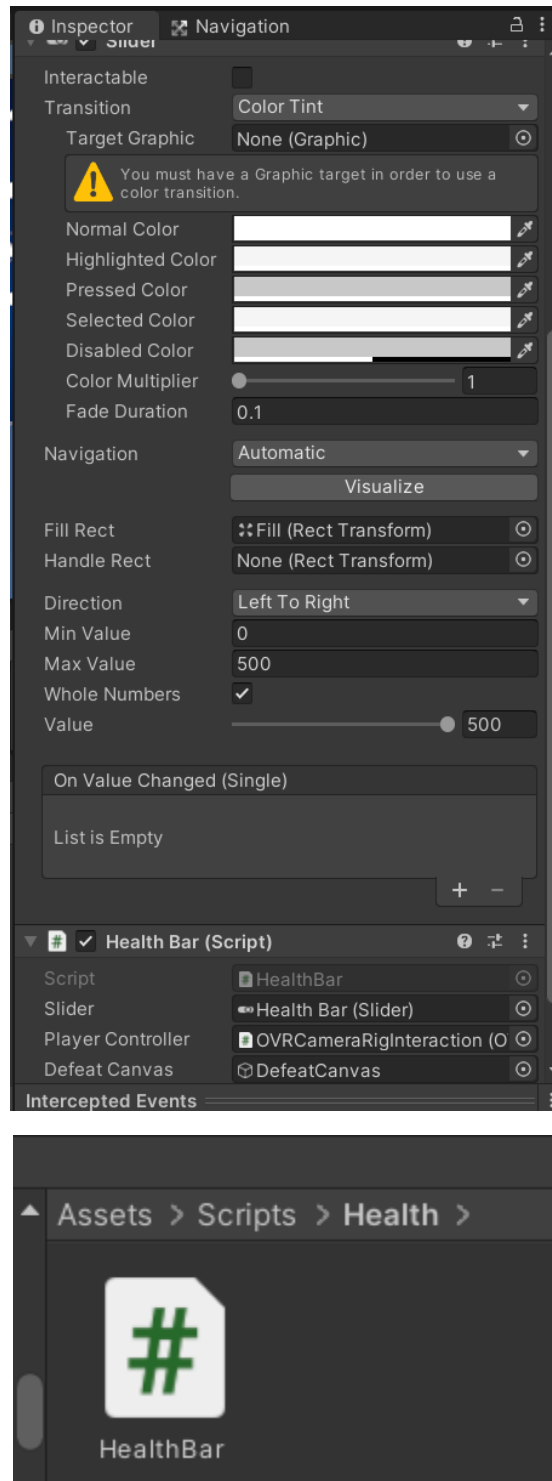 Inspector Navigation
Slider
Interactable
Transition Color Tint
Target Graphic None (Graphic)
You must have a Graphic target in order to use a
color transition.
Normal Color
Highlighted Color
Pressed Color
Selected Color
Disabled Color
Color Multiplier 1
Fade Duration 0.1
Navigation Automatic
Visualize
Fill Rect Fill (Rect Transform)
Handle Rect None (Rect Transform)
Direction Left To Right
Min Value 0
Max Value 500
Whole Numbers
Value 500
On Value Changed (Single)
List is Empty
+ −
# Health Bar (Script)
Script HealthBar
Slider Health Bar (Slider)
Player Controller OVRCameraRigInteraction (O
Defeat Canvas DefeatCanvas
Intercepted Events
Assets > Scripts > Health >
#
HealthBar